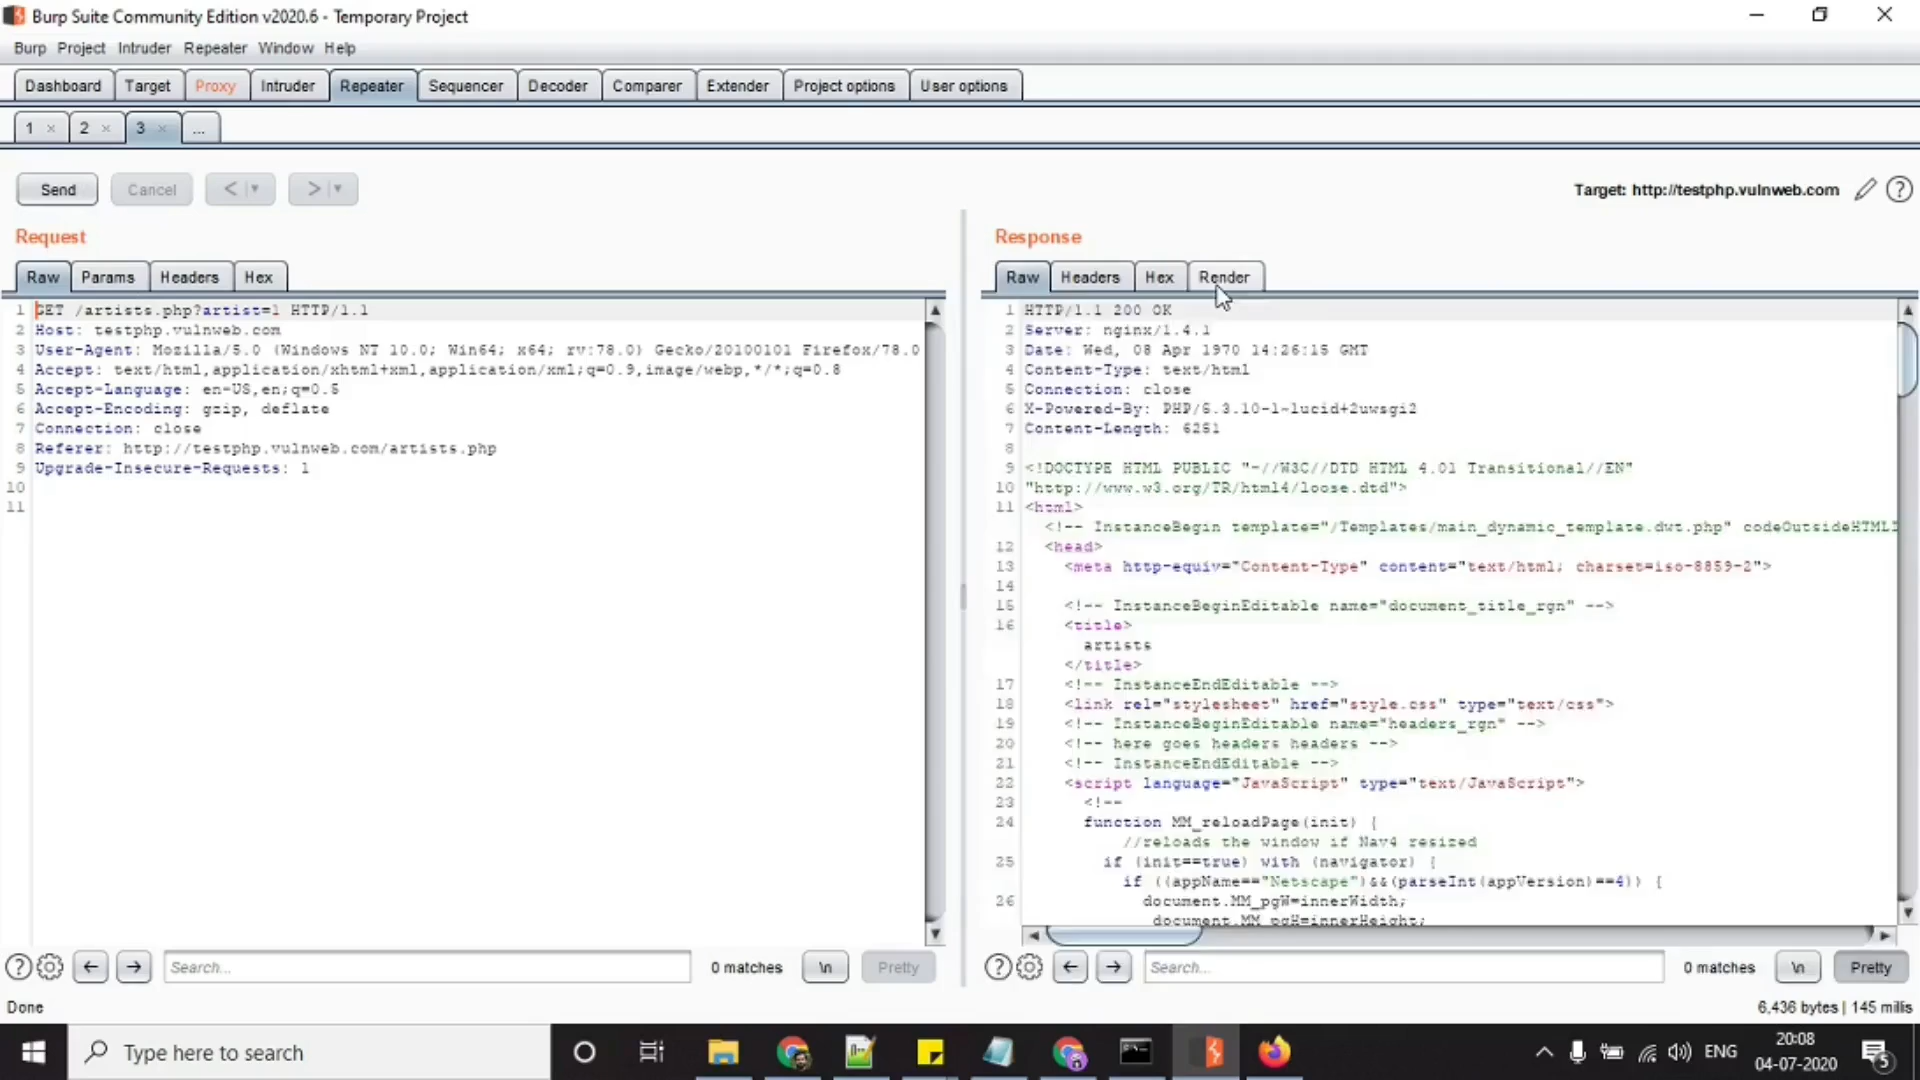 Burp Suite Community Edition v2020.6 - Temporary Project
Burp Project Intruder Repeater Window Help
Dashboard Target Proxy Intruder Repeater Sequencer Decoder Comparer Extender Project options User options
1 × 2 × 3 × ...
Send Cancel < > Target: http://testphp.vulnweb.com
Request
Raw Params Headers Hex
1 GET /artists.php?artist=1 HTTP/1.1
2 Host: testphp.vulnweb.com
3 User-Agent: Mozilla/5.0 (Windows NT 10.0; Win64; x64; rv:78.0) Gecko/20100101 Firefox/78.0
4 Accept: text/html,application/xhtml+xml,application/xml;q=0.9,image/webp,*/*;q=0.8
5 Accept-Language: en-US,en;q=0.5
6 Accept-Encoding: gzip, deflate
7 Connection: close
8 Referer: http://testphp.vulnweb.com/artists.php
9 Upgrade-Insecure-Requests: 1
10
11
Search... 0 matches \n Pretty
Response
Raw Headers Hex Render
1 HTTP/1.1 200 OK
2 Server: nginx/1.4.1
3 Date: Wed, 08 Apr 1970 14:26:15 GMT
4 Content-Type: text/html
5 Connection: close
6 X-Powered-By: PHP/5.3.10-1~lucid+2uwsgi2
7 Content-Length: 6251
8
9 <!DOCTYPE HTML PUBLIC "-//W3C//DTD HTML 4.01 Transitional//EN"
10 "http://www.w3.org/TR/html4/loose.dtd">
11 <html>
<!-- InstanceBegin template="/Templates/main_dynamic_template.dwt.php" codeOutsideHTML
12 <head>
13 <meta http-equiv="Content-Type" content="text/html; charset=iso-8859-2">
14
15 <!-- InstanceBeginEditable name="document_title_rgn" -->
16 <title>
artists
</title>
17 <!-- InstanceEndEditable -->
18 <link rel="stylesheet" href="style.css" type="text/css">
19 <!-- InstanceBeginEditable name="headers_rgn" -->
20 <!-- here goes headers headers -->
21 <!-- InstanceEndEditable -->
22 <script language="JavaScript" type="text/JavaScript">
23 <!--
24 function MM_reloadPage(init) {
//reloads the window if Nav4 resized
25 if (init==true) with (navigator) {
if ((appName=="Netscape")&&(parseInt(appVersion)==4)) {
26 document.MM_pgW=innerWidth;
document.MM_pgH=innerHeight;
Search... 0 matches \n Pretty
Done 6,436 bytes | 145 millis
Type here to search ENG 20:08
04-07-2020 5